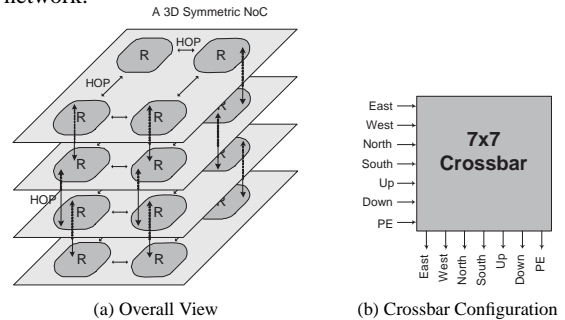 network.
A 3D Symmetric NoC
R
HOP
R
HOP
R
R
R
R
HOP
R
R
R
R
R
East
West
North
South
Up
Down
PE
7x7
Crossbar
East
West
North
South
Up
Down
PE
(a) Overall View
(b) Crossbar Configuration